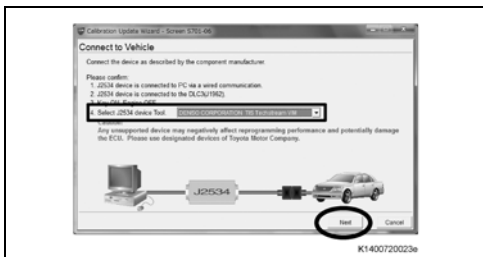 Calibration Update Wizard - Screen S701-06
Connect to Vehicle
Connect the device as described by the component manufacturer.
Please confirm:
1. J2534 device is connected to PC via a wired communication.
2. J2534 device is connected to the DLC3(J1962).
3. Key ON, Engine OFF.
4. Select J2534 device Tool. DENSO CORPORATION TIS Techstream VIM
Caution:
Any unsupported device may negatively affect reprogramming performance and potentially damage
the ECU. Please use designated devices of Toyota Motor Company.
J2534
Next Cancel
K1400720023e